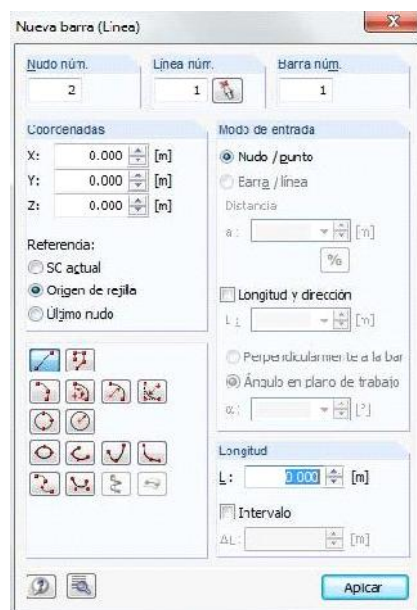 Nueva barra (Línea)
Nudo núm.
2
Línea núm.
1
Barra núm.
1
Coordenadas
X: 0.000 [m]
Y: 0.000 [m]
Z: 0.000 [m]
Referencia:
SC actual
Origen de rejilla
Último nudo
Modo de entrada
Nudo /punto
Barra /línea
Distancia
a: [m]
%
Longitud y dirección
L: [m]
Perpendicularmente a la bar
Ángulo en plano de trabajo
α: [°]
Longitud
L: 0.000 [m]
Intervalo
ΔL: [m]
Aplicar